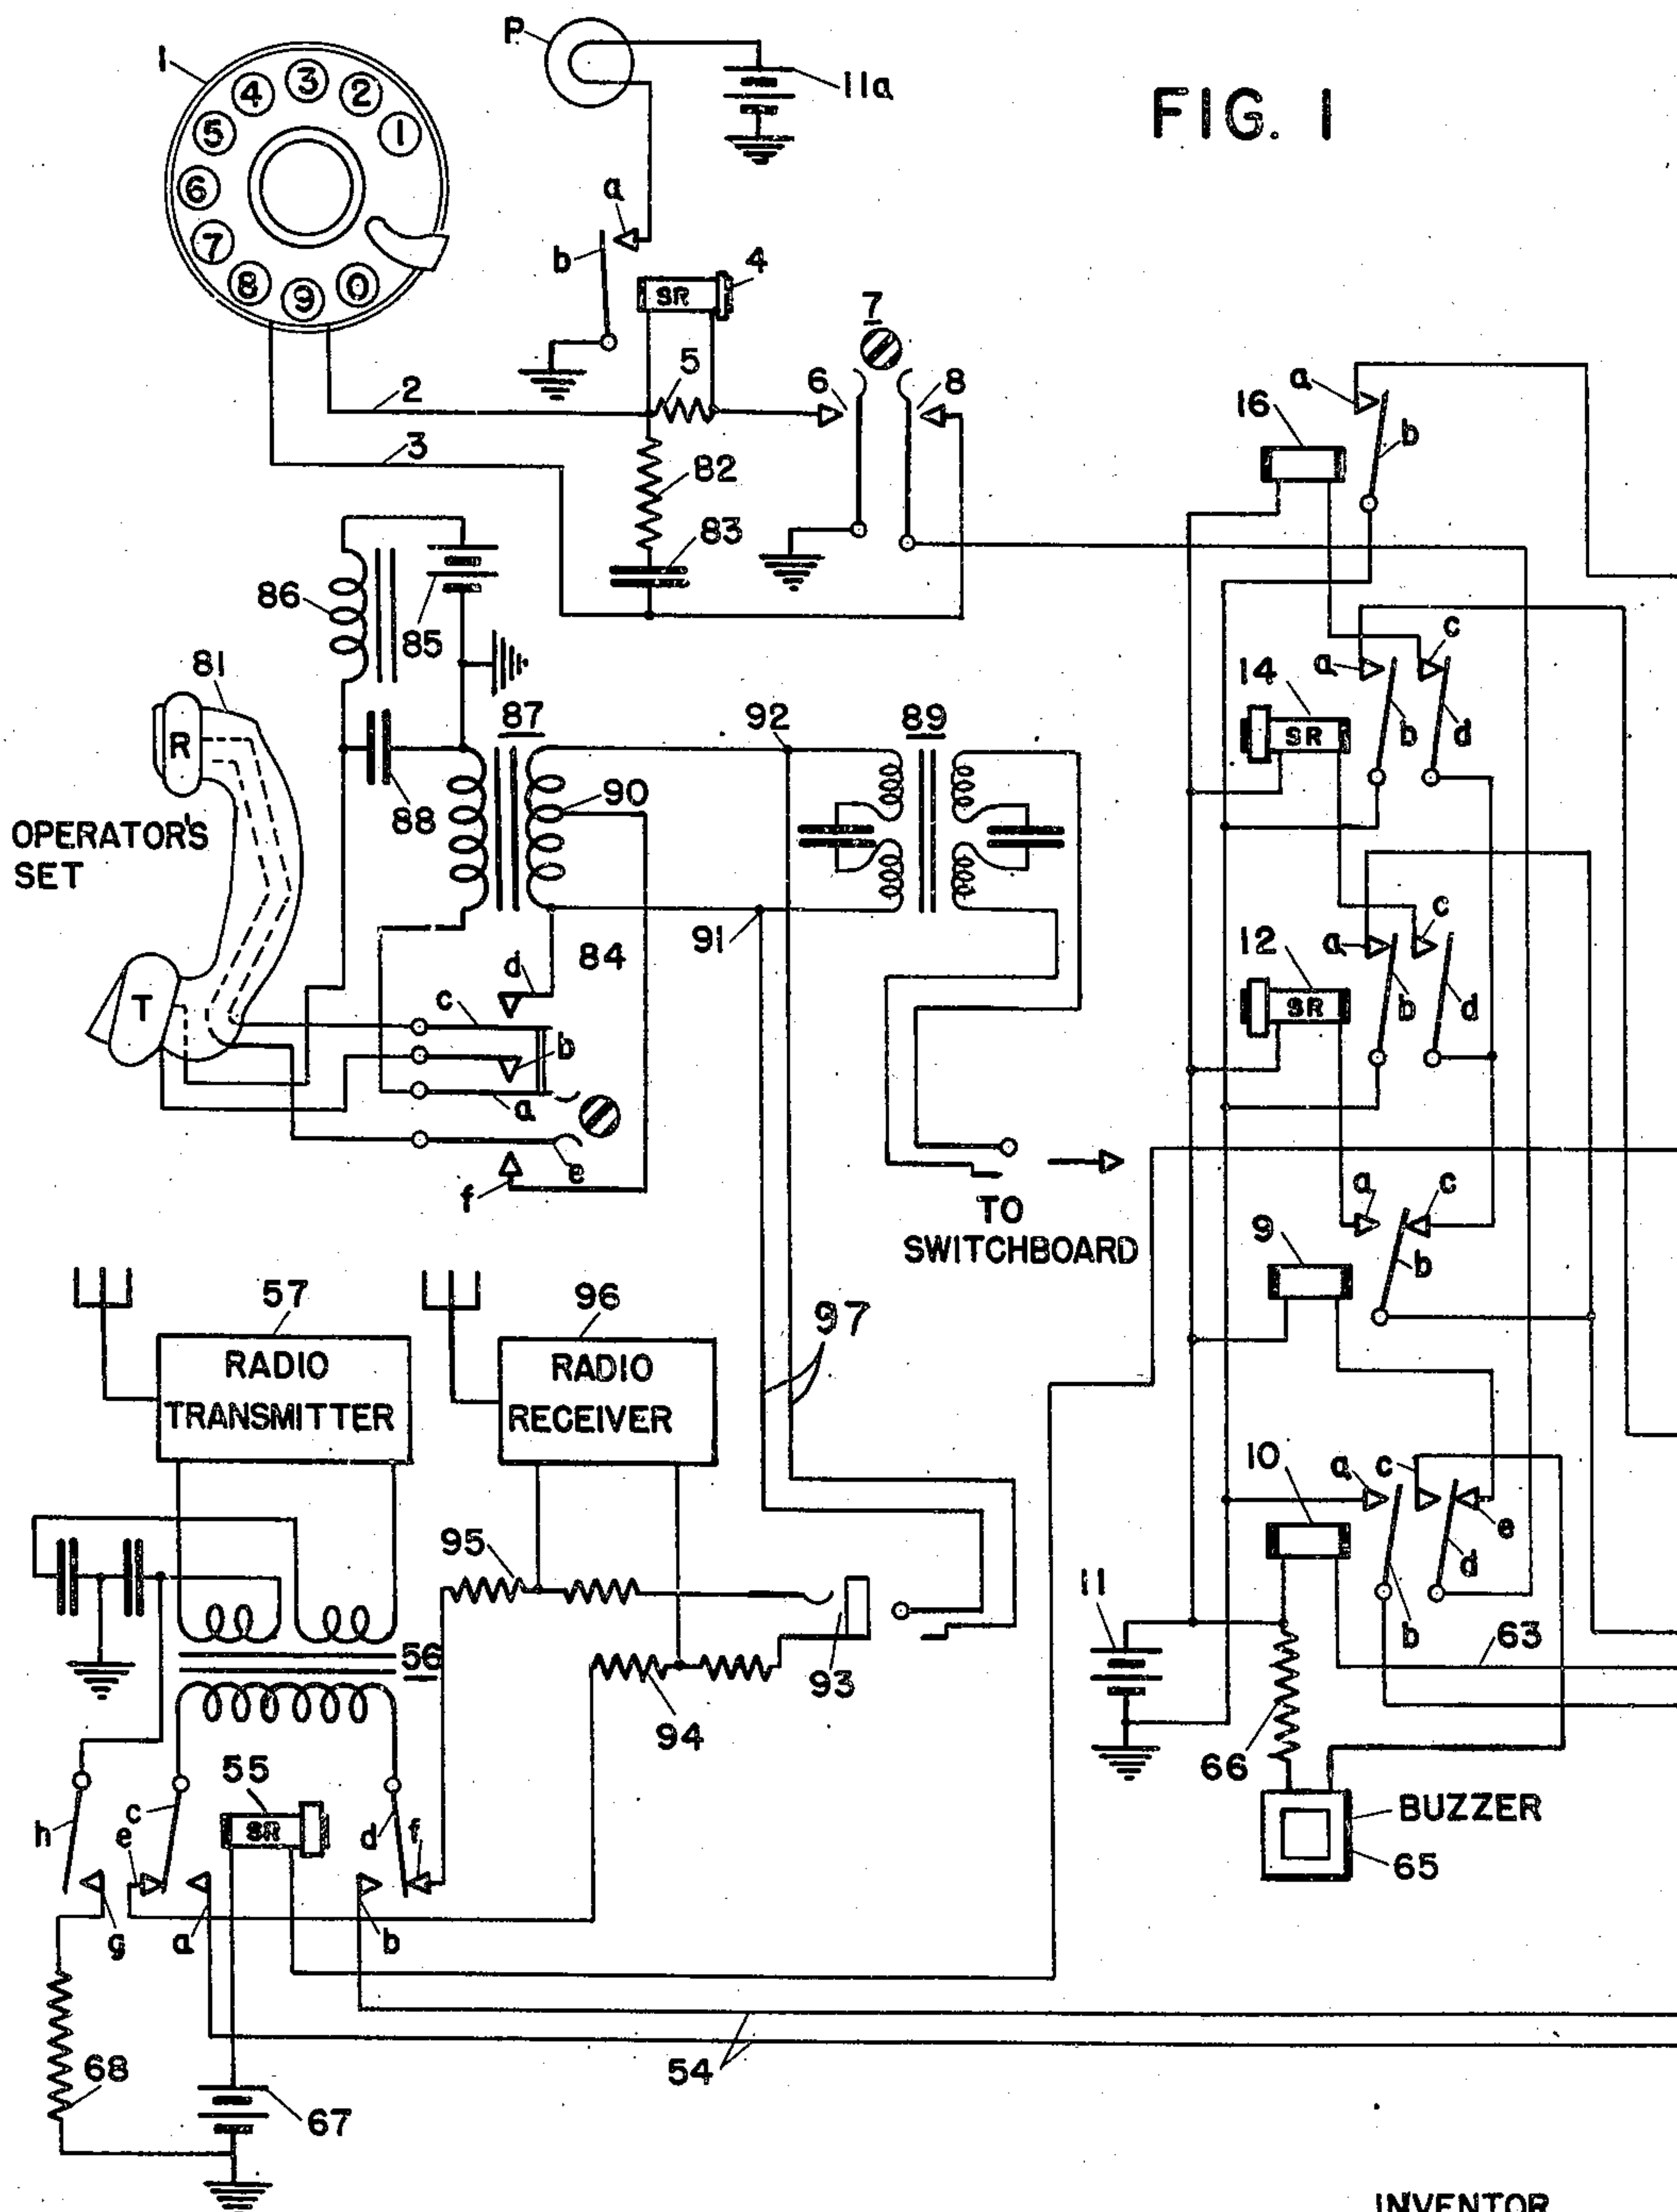 FIG. 1
1
3
4
2
5
1
6
7
8
9
0
P
11a
a
b
4
SR
5
2
3
82
83
7
6
8
16
a
b
86
85
81
R
OPERATOR'S
SET
T
88
87
90
92
89
91
84
d
c
b
a
e
f
TO
SWITCHBOARD
14
SR
a
c
b
d
12
SR
a
c
b
d
9
a
c
b
10
a
c
b
d
e
63
11
66
BUZZER
65
57
RADIO
TRANSMITTER
96
RADIO
RECEIVER
97
95
93
94
56
55
SR
h
e
c
g
a
d
f
b
68
67
54
INVENTOR